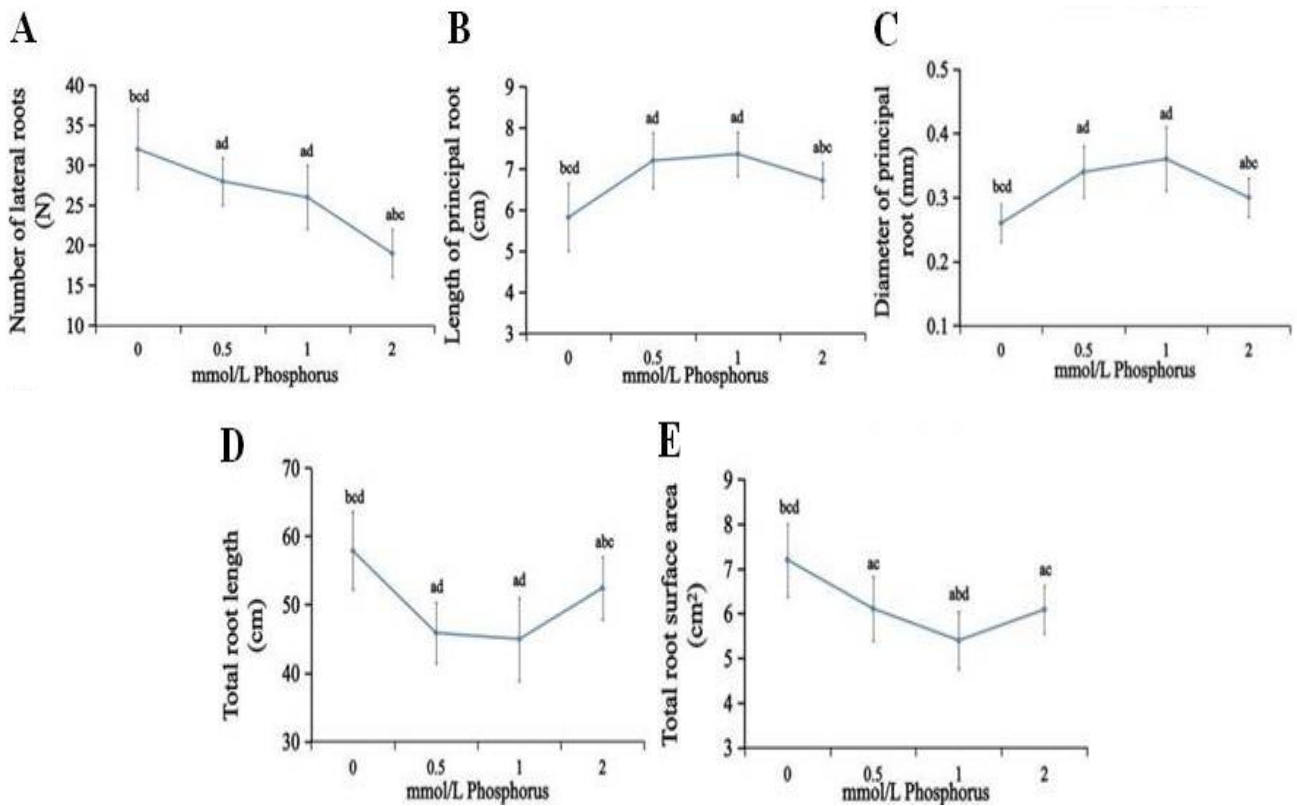 A
Number of lateral roots
(N)
40
35
30
25
20
15
10
bcd
ad
ad
abc
0 0.5 1 2
mmol/L Phosphorus
B
Length of principal root
(cm)
9
8
7
6
5
4
3
bcd
ad
ad
abc
0 0.5 1 2
mmol/L Phosphorus
C
Diameter of principal
root (mm)
0.5
0.4
0.3
0.2
0.1
bcd
ad
ad
abc
0 0.5 1 2
mmol/L Phosphorus
D
Total root length
(cm)
70
60
50
40
30
bcd
ad
ad
abc
0 0.5 1 2
mmol/L Phosphorus
E
Total root surface area
(cm²)
9
8
7
6
5
4
3
bcd
ac
abd
ac
0 0.5 1 2
mmol/L Phosphorus